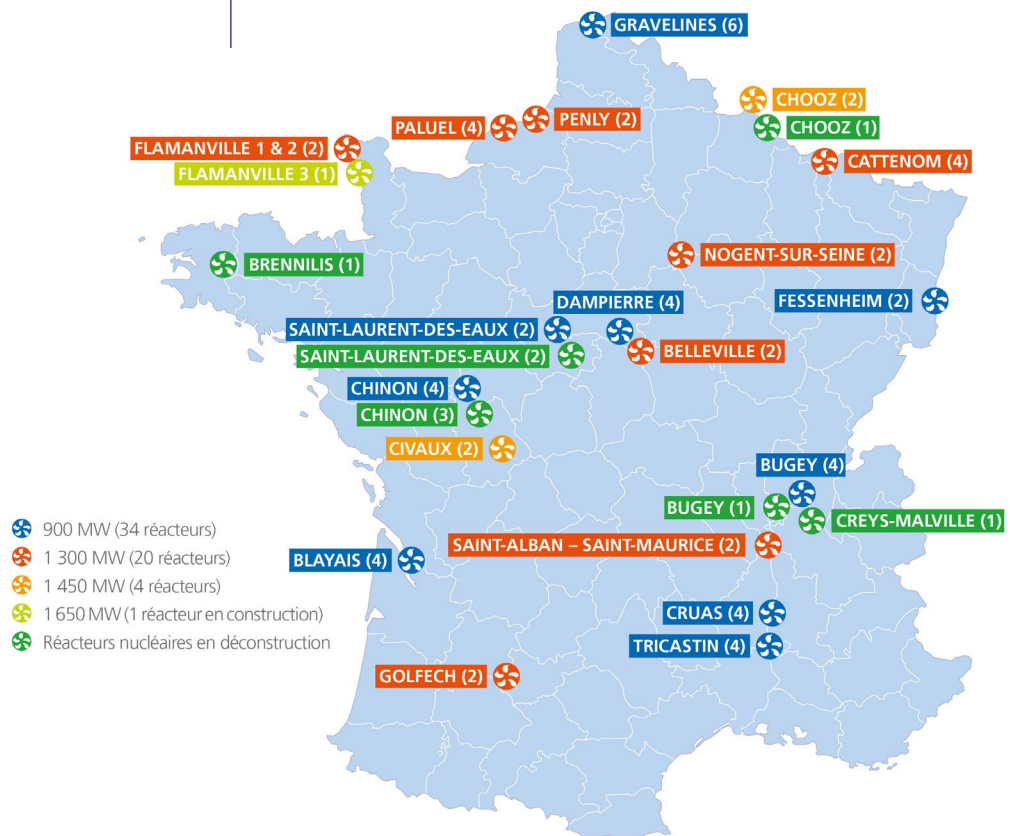 GRAVELINES (6)
CHOOZ (2)
PENLY (2)
PALUEL (4)
CHOOZ (1)
FLAMANVILLE 1 & 2 (2)
CATTENOM (4)
FLAMANVILLE 3 (1)
NOGENT-SUR-SEINE (2)
BRENNILIS (1)
DAMPIERRE (4)
FESSENHEIM (2)
SAINT-LAURENT-DES-EAUX (2)
SAINT-LAURENT-DES-EAUX (2)
BELLEVILLE (2)
CHINON (4)
CHINON (3)
CIVAUX (2)
BUGEY (4)
BUGEY (1)
CREYS-MALVILLE (1)
SAINT-ALBAN – SAINT-MAURICE (2)
BLAYAIS (4)
CRUAS (4)
TRICASTIN (4)
GOLFECH (2)
900 MW (34 réacteurs)
1 300 MW (20 réacteurs)
1 450 MW (4 réacteurs)
1 650 MW (1 réacteur en construction)
Réacteurs nucléaires en déconstruction